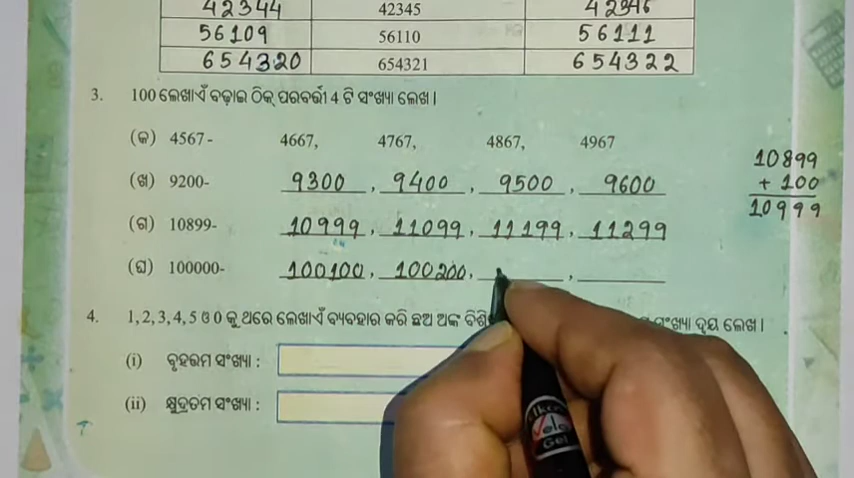 42344 42345 42346
56109 56110 56111
654320 654321 654322
3. 100 ଲେଖାଏଁ ବଢ଼ାଇ ଠିକ୍ ପରବର୍ତ୍ତୀ 4 ଟି ସଂଖ୍ୟା ଲେଖ ।
(କ) 4567 - 4667, 4767, 4867, 4967
(ଖ) 9200- 9300, 9400, 9500, 9600
(ଗ) 10899- 10999, 11099, 11199, 11299
(ଘ) 100000- 100100, 100200, ,
10899
+ 100
10999
4. 1, 2, 3, 4, 5 ଓ 0 କୁ ଥରେ ଲେଖାଏଁ ବ୍ୟବହାର କରି ଛଅ ଅଙ୍କ ସଂଖ୍ୟା ଦ୍ୱୟ ଲେଖ ।
(i) ବୃହତ୍ତମ ସଂଖ୍ୟା :
(ii) କ୍ଷୁଦ୍ରତମ ସଂଖ୍ୟା :